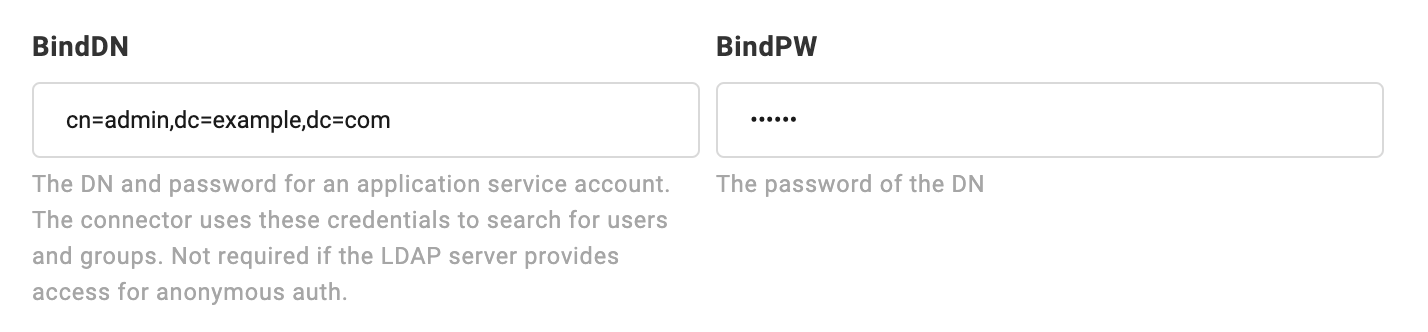 BindDN
cn=admin,dc=example,dc=com
The DN and password for an application service account.
The connector uses these credentials to search for users
and groups. Not required if the LDAP server provides
access for anonymous auth.
BindPW
••••••
The password of the DN